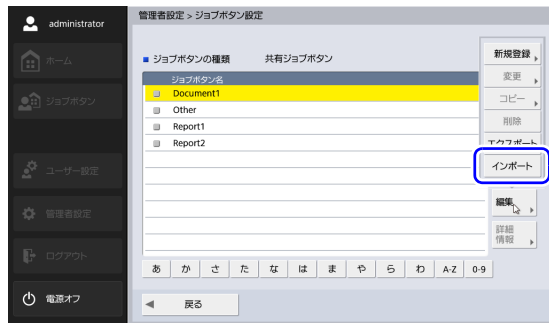 administrator
管理者設定 > ジョブボタン設定
ホーム
ジョブボタン
ユーザー設定
管理者設定
ログアウト
電源オフ
ジョブボタンの種類 共有ジョブボタン
ジョブボタン名
Document1
Other
Report1
Report2
新規登録
変更
コピー
削除
エクスポート
インポート
編集
詳細
情報
あ か さ た な は ま や ら わ A-Z 0-9
戻る